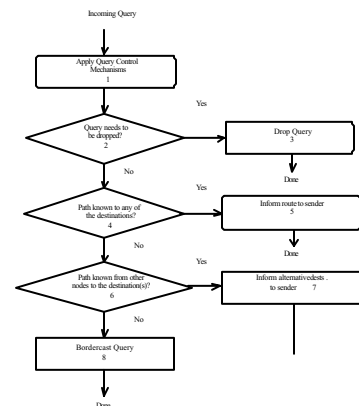 Incoming Query
Apply Query Control
Mechanisms
1
Yes
Query needs to
be dropped?
2
Drop Query
3
No
Done
Yes
Path known to any of
the destinations?
4
Inform route to sender
5
No
Done
Yes
Path known from other
nodes to the destination(s)?
6
Inform alternative dests .
to sender 7
No
Bordercast Query
8
Done